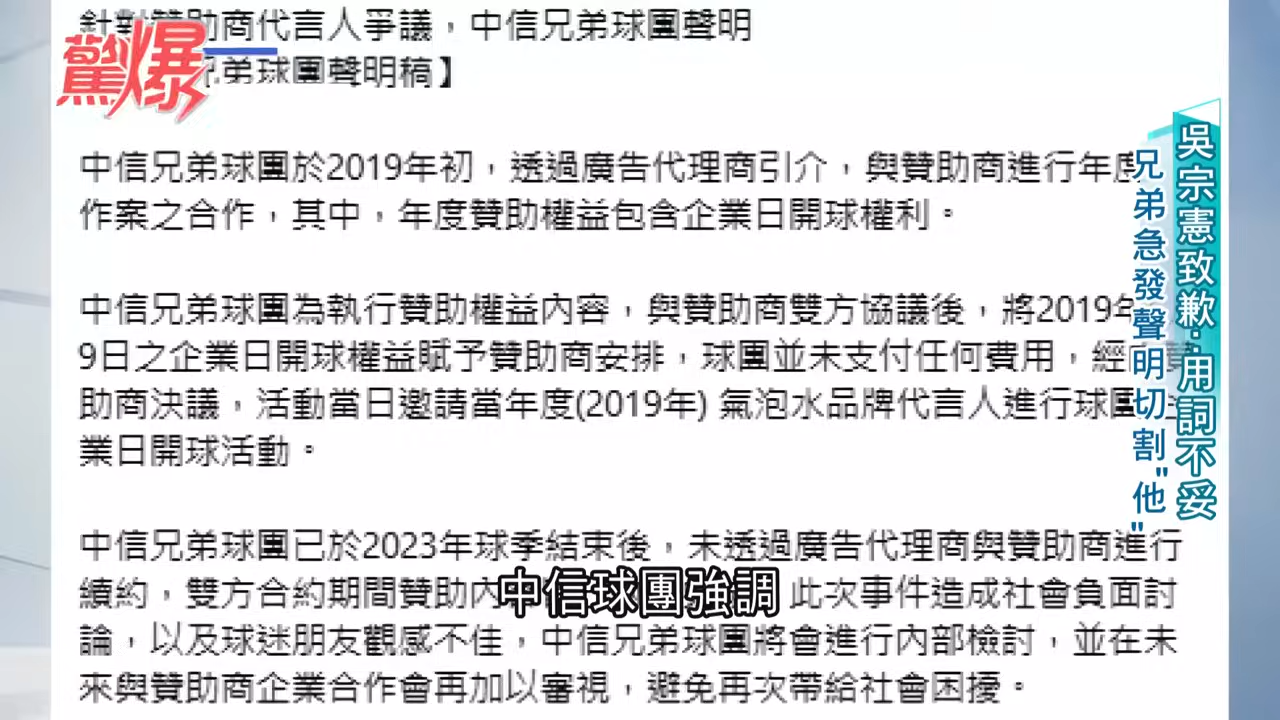 針對贊助商代言人爭議，中信兄弟球團聲明
兄弟球團聲明稿】
驚爆
中信兄弟球團於2019年初，透過廣告代理商引介，與贊助商進行年度
作案之合作，其中，年度贊助權益包含企業日開球權利。
中信兄弟球團為執行贊助權益內容，與贊助商雙方協議後，將2019年
9日之企業日開球權益賦予贊助商安排，球團並未支付任何費用，經
助商決議，活動當日邀請當年度(2019年) 氣泡水品牌代言人進行球團企
業日開球活動。
中信兄弟球團已於2023年球季結束後，未透過廣告代理商與贊助商進行
續約，雙方合約期間贊助內 此次事件造成社會負面討
論，以及球迷朋友觀感不佳，中信兄弟球團將會進行內部檢討，並在未
來與贊助商企業合作會再加以審視，避免再次帶給社會困擾。
吳宗憲致歉:用詞不妥
兄弟急發聲明切割"他"
中信球團強調